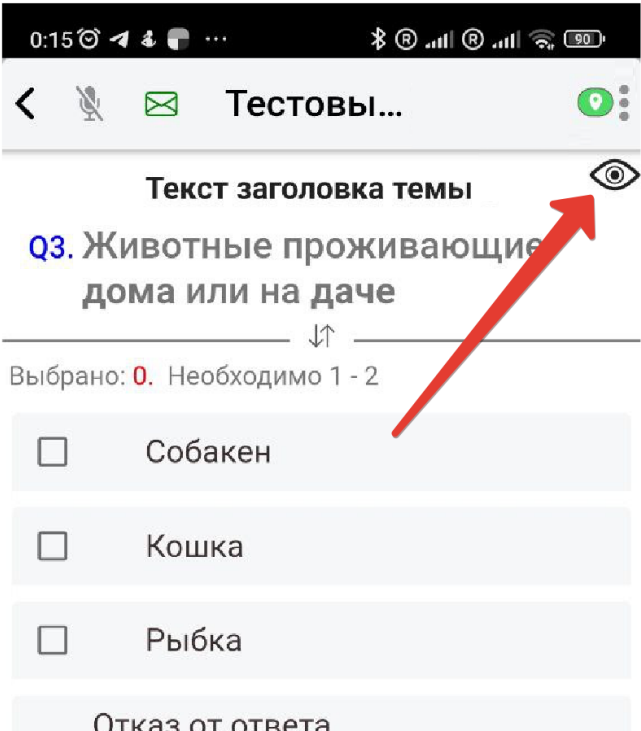 0:15 ® ® 90
Тестовы...
Текст заголовка темы
Q3. Животные проживающие
дома или на даче
Выбрано: 0. Необходимо 1 - 2
Собакен
Кошка
Рыбка
Отказ от ответа